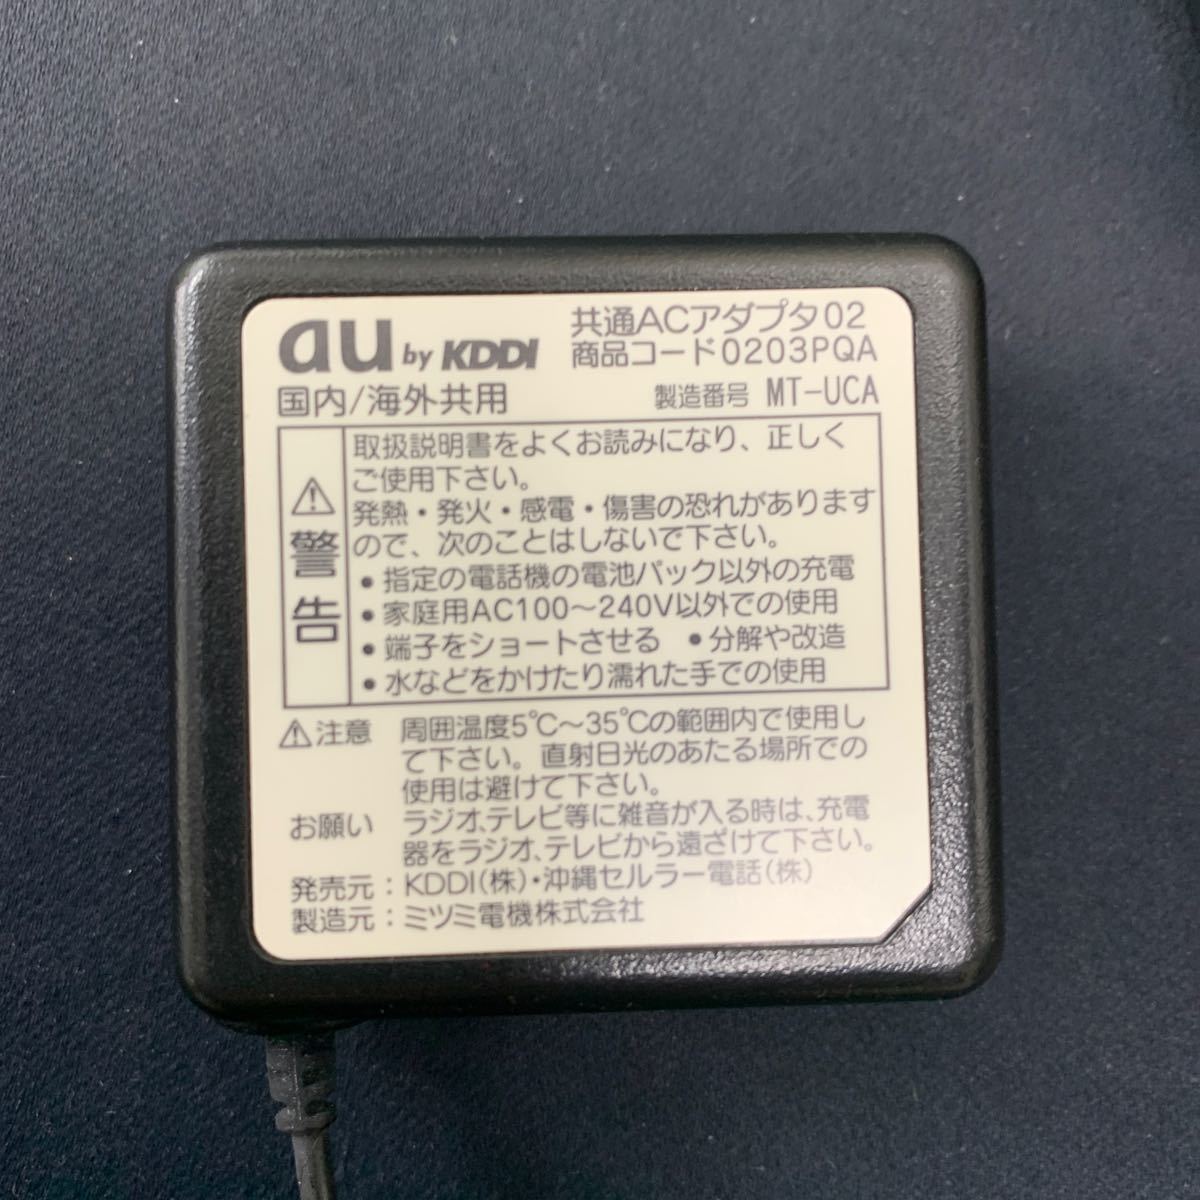 au by KDDI
共通ACアダプタ02
商品コード0203PQA
国内/海外共用
製造番号 MT-UCA
⚠警告
取扱説明書をよくお読みになり、正しく
ご使用下さい。
発熱・発火・感電・傷害の恐れがあります
ので、次のことはしないで下さい。
●指定の電話機の電池パック以外の充電
●家庭用AC100～240V以外での使用
●端子をショートさせる ●分解や改造
●水などをかけたり濡れた手での使用
⚠注意 周囲温度5℃～35℃の範囲内で使用し
て下さい。直射日光のあたる場所での
使用は避けて下さい。
お願い ラジオ、テレビ等に雑音が入る時は、充電
器をラジオ、テレビから遠ざけて下さい。
発売元：KDDI(株)・沖縄セルラー電話(株)
製造元：ミツミ電機株式会社